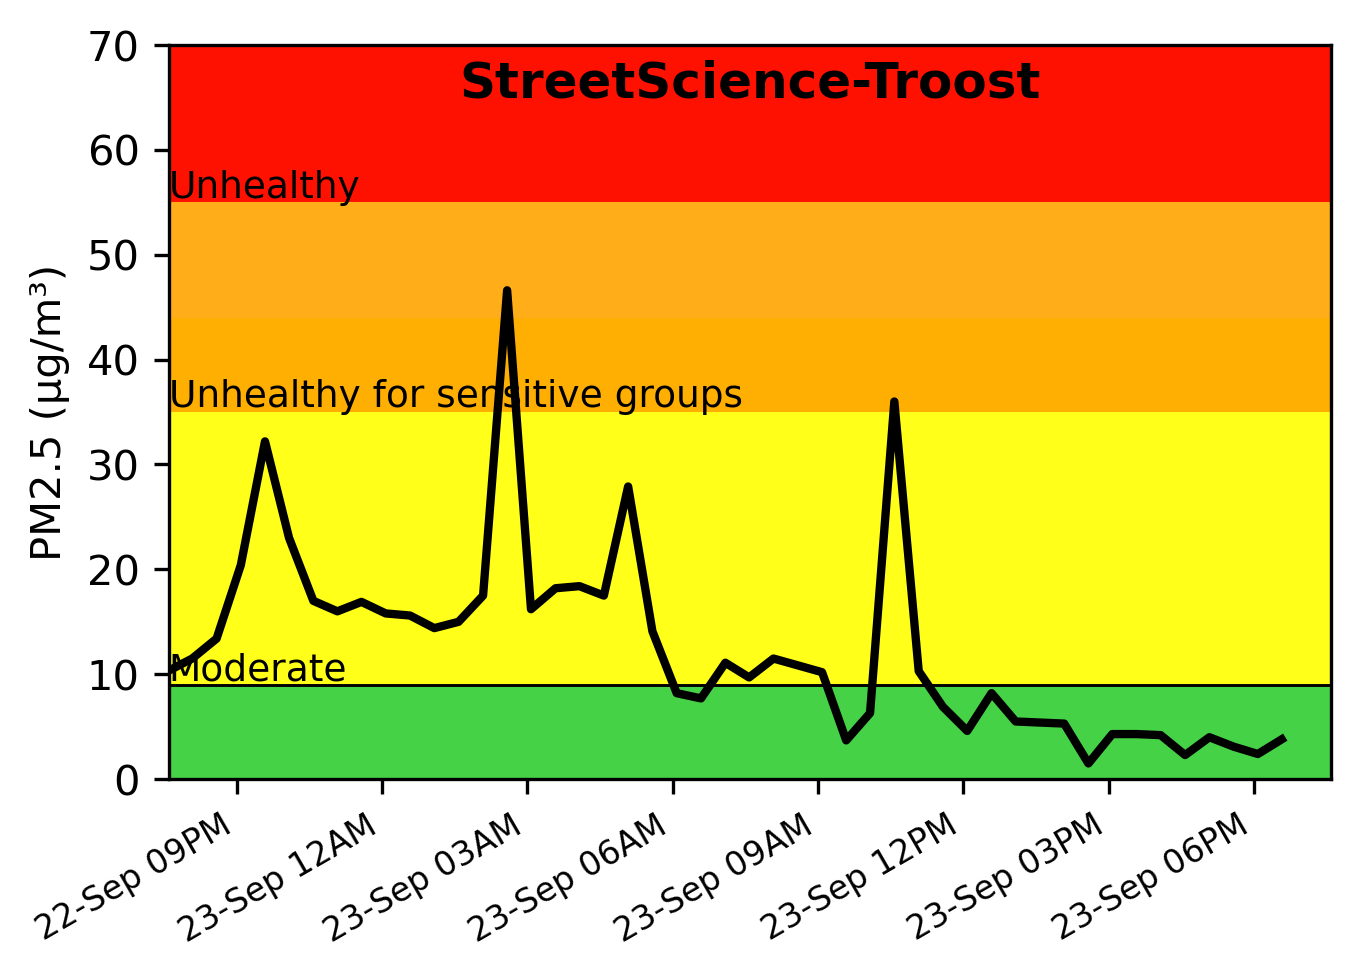 StreetScience-Troost
70
60
50
40
30
20
10
0
PM2.5 (µg/m³)
Unhealthy
Unhealthy for sensitive groups
Moderate
22-Sep 09PM
23-Sep 12AM
23-Sep 03AM
23-Sep 06AM
23-Sep 09AM
23-Sep 12PM
23-Sep 03PM
23-Sep 06PM